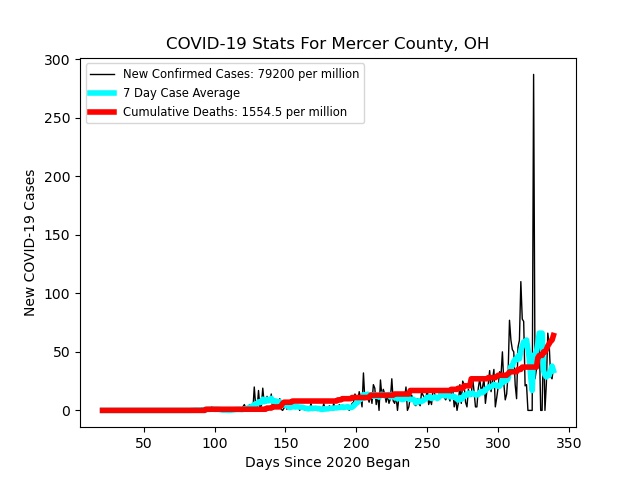 COVID-19 Stats For Mercer County, OH
New Confirmed Cases: 79200 per million
7 Day Case Average
Cumulative Deaths: 1554.5 per million
New COVID-19 Cases
300
250
200
150
100
50
0
50 100 150 200 250 300 350
Days Since 2020 Began